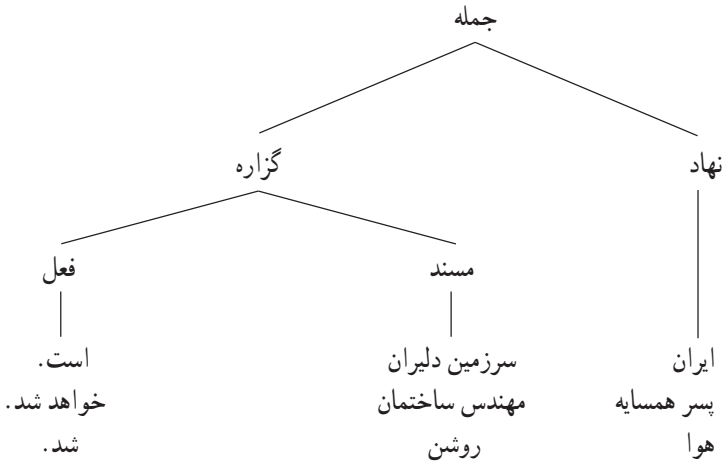 جمله
نهاد گزاره
مسند فعل
ایران سرزمین دلیران است.
پسر همسایه مهندس ساختمان خواهد شد.
هوا روشن شد.